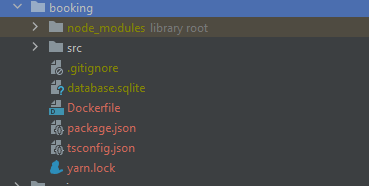 booking
node_modules library root
src
.gitignore
database.sqlite
Dockerfile
package.json
tsconfig.json
yarn.lock